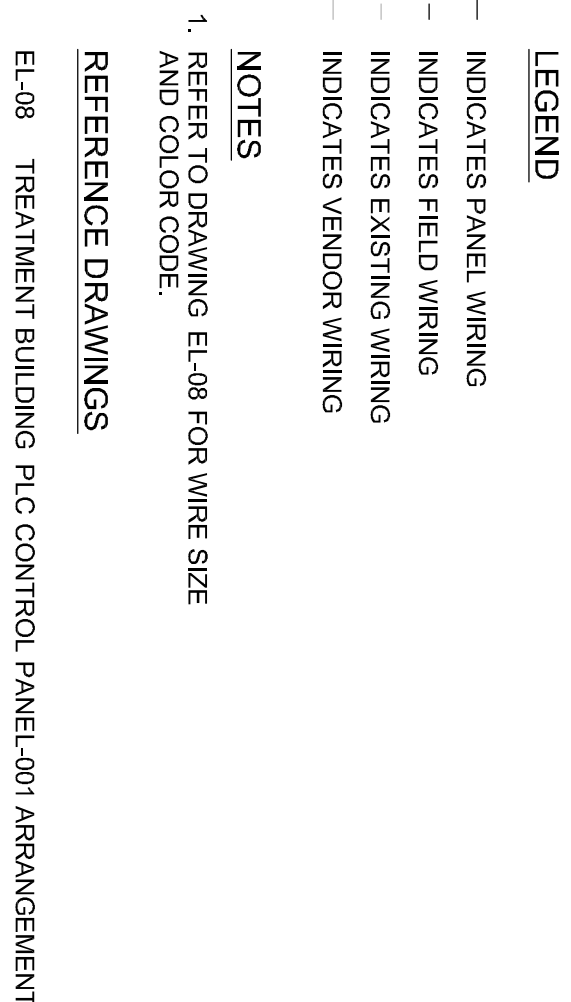 LEGEND
INDICATES PANEL WIRING
INDICATES FIELD WIRING
INDICATES EXISTING WIRING
INDICATES VENDOR WIRING
NOTES
1. REFER TO DRAWING EL-08 FOR WIRE SIZE
AND COLOR CODE.
REFERENCE DRAWINGS
EL-08 TREATMENT BUILDING PLC CONTROL PANEL-001 ARRANGEMENT